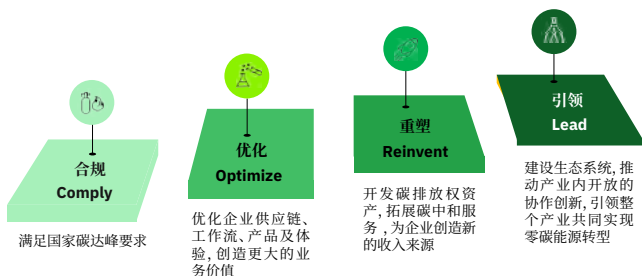 合规
Comply
满足国家碳达峰要求
优化
Optimize
优化企业供应链、
工作流、产品及体
验, 创造更大的业
务价值
重塑
Reinvent
开发碳排放权资
产, 拓展碳中和服
务 , 为企业创造新
的收入来源
引领
Lead
建设生态系统, 推
动产业内开放的
协作创新, 引领整
个产业共同实现
零碳能源转型